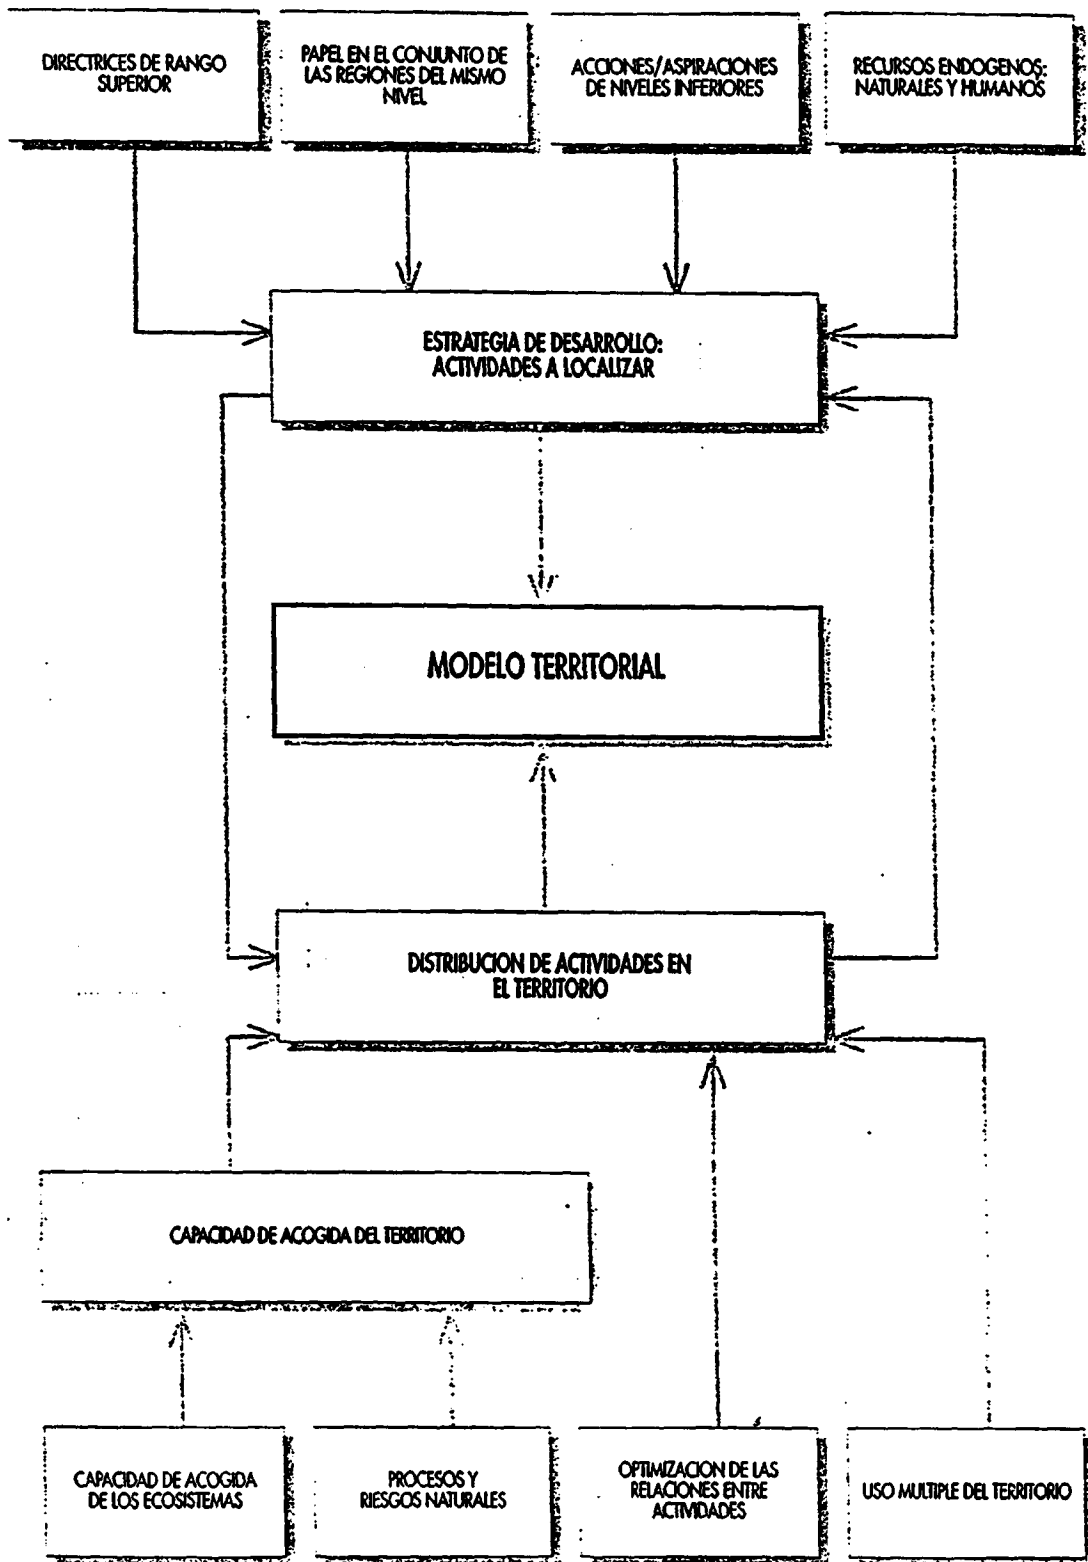 DIRECTRICES DE RANGO
SUPERIOR
PAPEL EN EL CONJUNTO DE
LAS REGIONES DEL MISMO
NIVEL
ACCIONES/ASPIRACIONES
DE NIVELES INFERIORES
RECURSOS ENDOGENOS:
NATURALES Y HUMANOS
ESTRATEGIA DE DESARROLLO:
ACTIVIDADES A LOCALIZAR
MODELO TERRITORIAL
DISTRIBUCION DE ACTIVIDADES EN
EL TERRITORIO
CAPACIDAD DE ACOGIDA DEL TERRITORIO
CAPACIDAD DE ACOGIDA
DE LOS ECOSISTEMAS
PROCESOS Y
RIESGOS NATURALES
OPTIMIZACION DE LAS
RELACIONES ENTRE
ACTIVIDADES
USO MULTIPLE DEL TERRITORIO